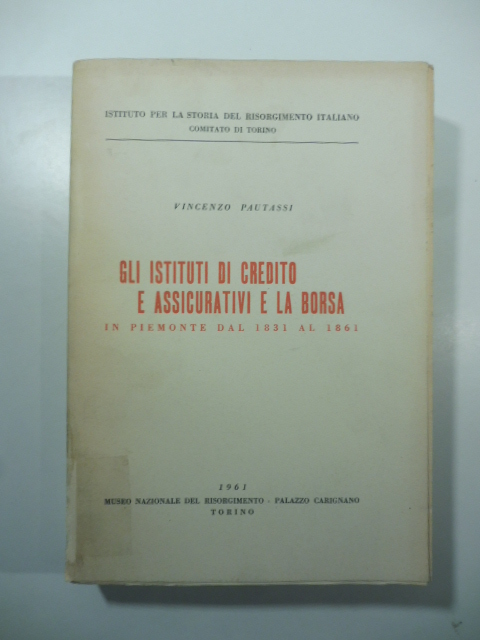 ISTITUTO PER LA STORIA DEL RISORGIMENTO ITALIANO
COMITATO DI TORINO
VINCENZO PAUTASSI
GLI ISTITUTI DI CREDITO
E ASSICURATIVI E LA BORSA
IN PIEMONTE DAL 1831 AL 1861
1961
MUSEO NAZIONALE DEL RISORGIMENTO - PALAZZO CARIGNANO
TORINO